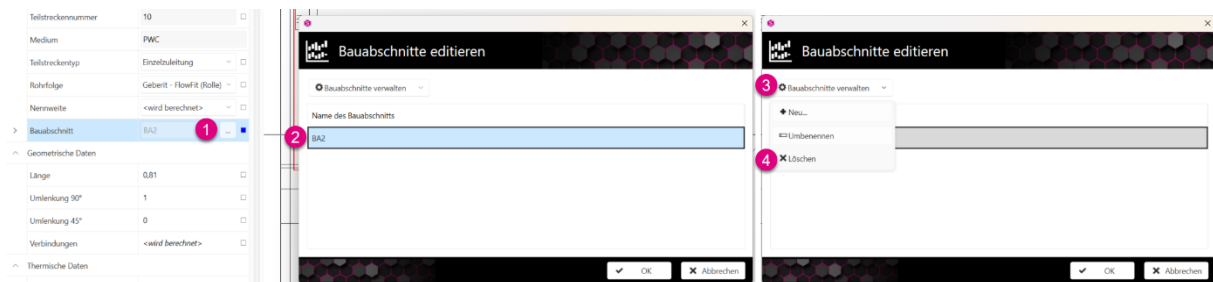 Teilstreckennummer 10
Medium PWC
Teilstreckentyp Einzelzuleitung
Rohrfolge Geberit - FlowFit (Rolle)
Nennweite <wird berechnet>
Bauabschnitt BA2 1 ...
Geometrische Daten
Länge 0,81
Umlenkung 90° 1
Umlenkung 45° 0
Verbindungen <wird berechnet>
Thermische Daten
Bauabschnitte editieren
Bauabschnitte verwalten
Name des Bauabschnitts
2 BA2
OK Abbrechen
Bauabschnitte editieren
3 Bauabschnitte verwalten
Neu...
Umbenennen
4 Löschen
OK Abbrechen